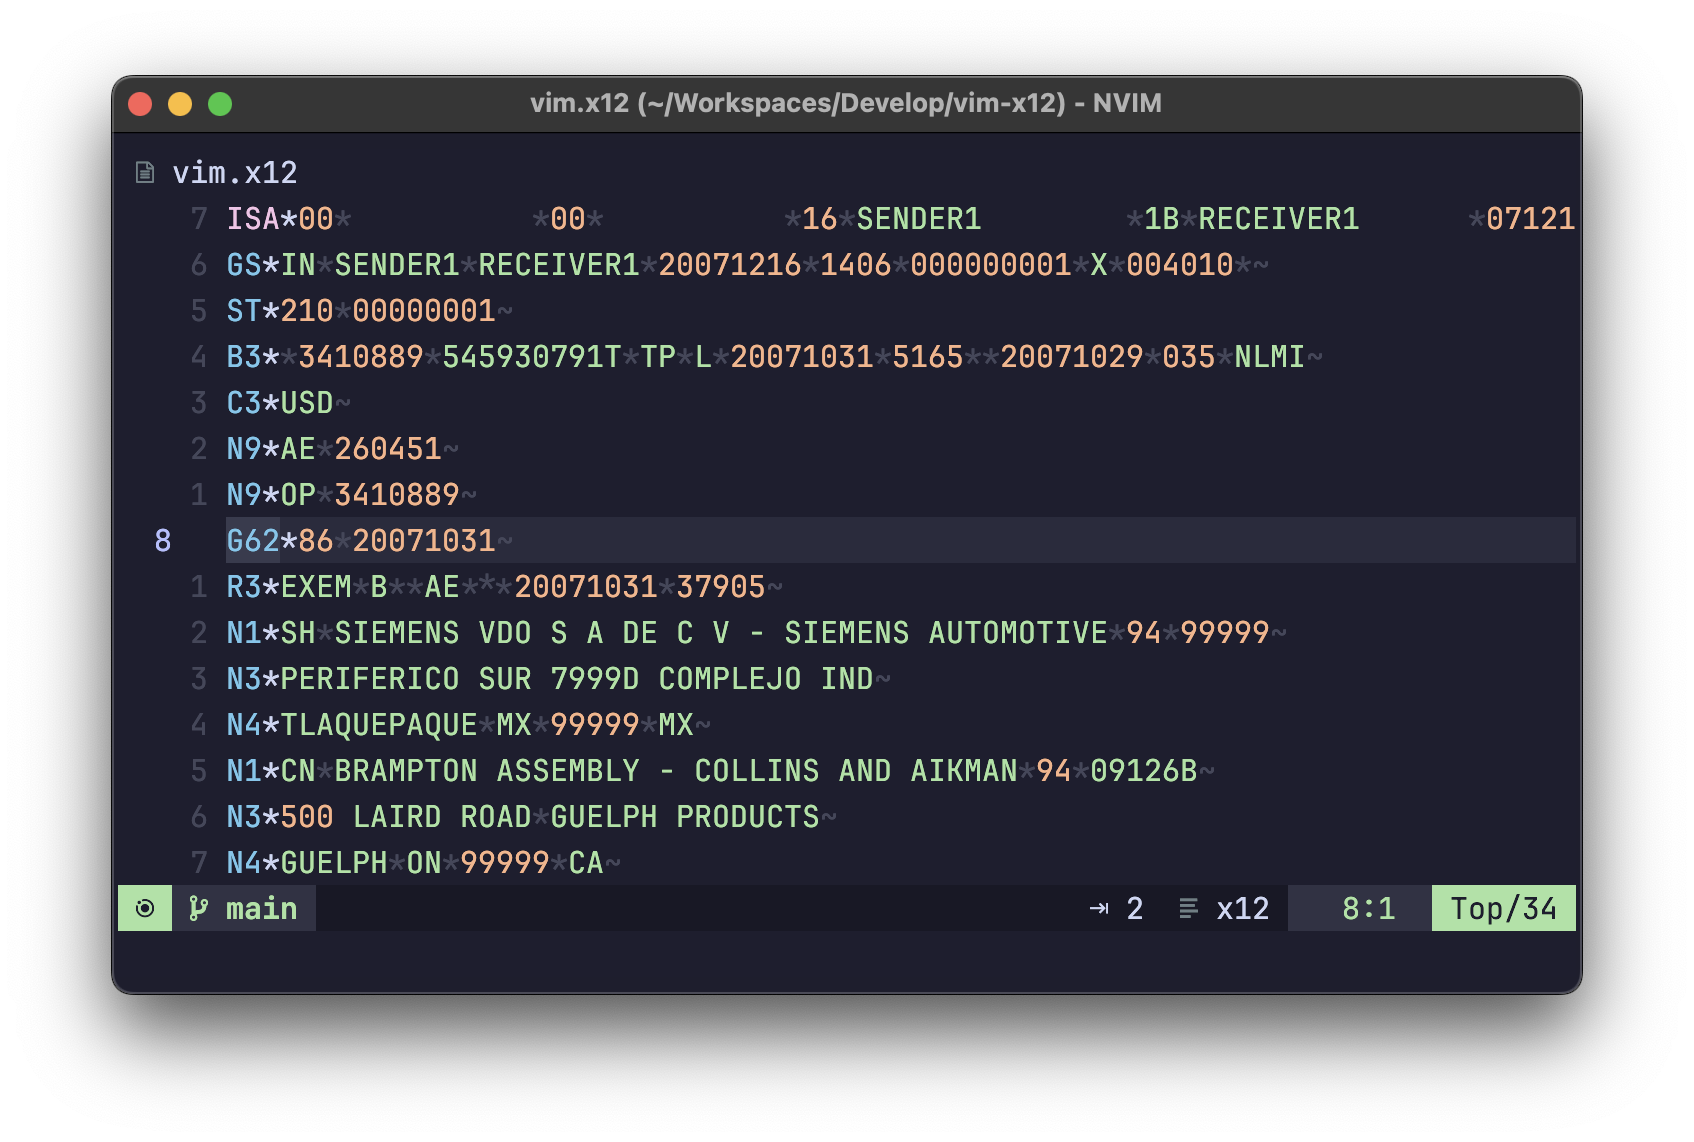 vim.x12 (~/Workspaces/Develop/vim-x12) - NVIM
vim.x12
7 ISA*00*          *00*          *16*SENDER1        *1B*RECEIVER1      *07121
6 GS*IN*SENDER1*RECEIVER1*20071216*1406*000000001*X*004010*~
5 ST*210*00000001~
4 B3**3410889*545930791T*TP*L*20071031*5165**20071029*035*NLMI~
3 C3*USD~
2 N9*AE*260451~
1 N9*OP*3410889~
8 G62*86*20071031~
1 R3*EXEM*B**AE***20071031*37905~
2 N1*SH*SIEMENS VDO S A DE C V - SIEMENS AUTOMOTIVE*94*99999~
3 N3*PERIFERICO SUR 7999D COMPLEJO IND~
4 N4*TLAQUEPAQUE*MX*99999*MX~
5 N1*CN*BRAMPTON ASSEMBLY - COLLINS AND AIKMAN*94*09126B~
6 N3*500 LAIRD ROAD*GUELPH PRODUCTS~
7 N4*GUELPH*ON*99999*CA~
main 2 x12 8:1 Top/34